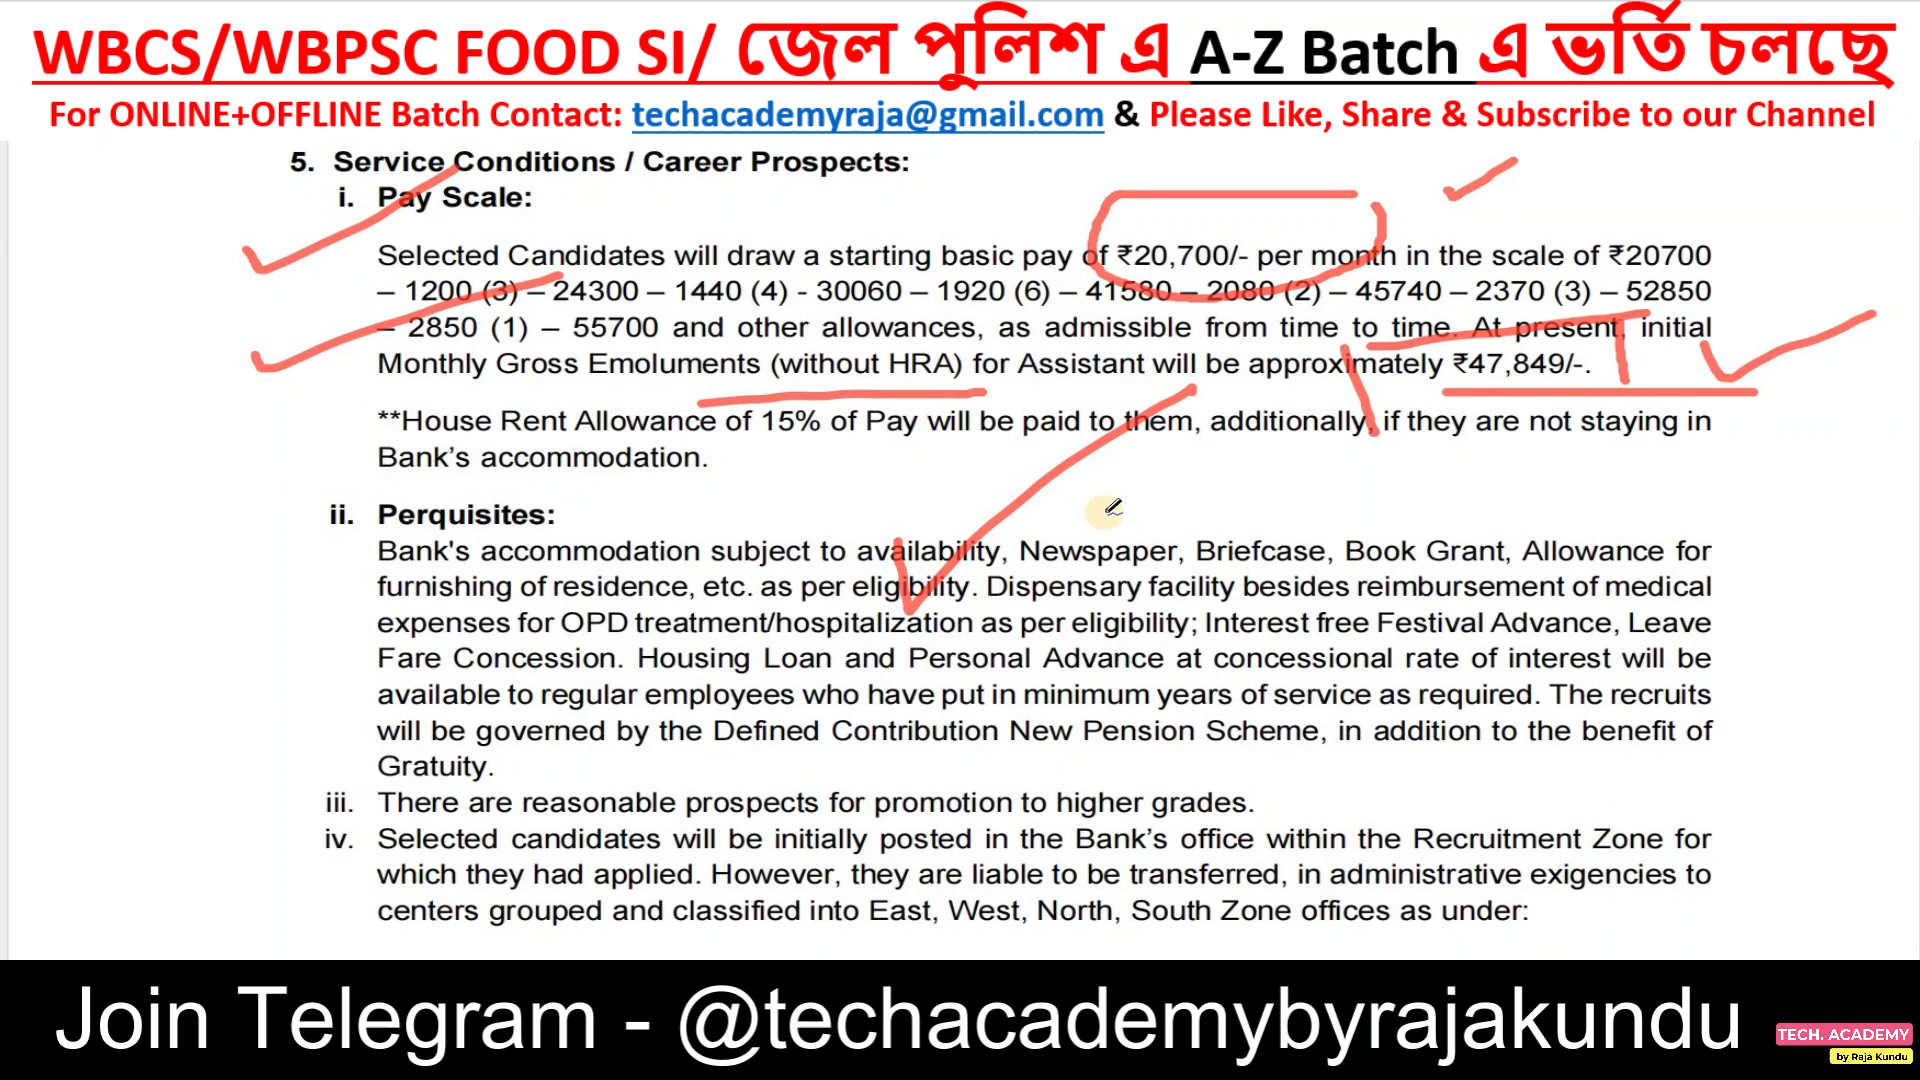 WBCS/WBPSC FOOD SI/ জেল পুলিশ এ A-Z Batch এ ভর্তি চলছে
For ONLINE+OFFLINE Batch Contact: techacademyraja@gmail.com & Please Like, Share & Subscribe to our Channel
5. Service Conditions / Career Prospects:
i. Pay Scale:
Selected Candidates will draw a starting basic pay of ₹20,700/- per month in the scale of ₹20700
– 1200 (3) – 24300 – 1440 (4) - 30060 – 1920 (6) – 41580 – 2080 (2) – 45740 – 2370 (3) – 52850
– 2850 (1) – 55700 and other allowances, as admissible from time to time. At present, initial
Monthly Gross Emoluments (without HRA) for Assistant will be approximately ₹47,849/-.
**House Rent Allowance of 15% of Pay will be paid to them, additionally, if they are not staying in
Bank’s accommodation.
ii. Perquisites:
Bank's accommodation subject to availability, Newspaper, Briefcase, Book Grant, Allowance for
furnishing of residence, etc. as per eligibility. Dispensary facility besides reimbursement of medical
expenses for OPD treatment/hospitalization as per eligibility; Interest free Festival Advance, Leave
Fare Concession. Housing Loan and Personal Advance at concessional rate of interest will be
available to regular employees who have put in minimum years of service as required. The recruits
will be governed by the Defined Contribution New Pension Scheme, in addition to the benefit of
Gratuity.
iii. There are reasonable prospects for promotion to higher grades.
iv. Selected candidates will be initially posted in the Bank’s office within the Recruitment Zone for
which they had applied. However, they are liable to be transferred, in administrative exigencies to
centers grouped and classified into East, West, North, South Zone offices as under:
Join Telegram - @techacademybyrajakundu
TECH. ACADEMY
by Raja Kundu